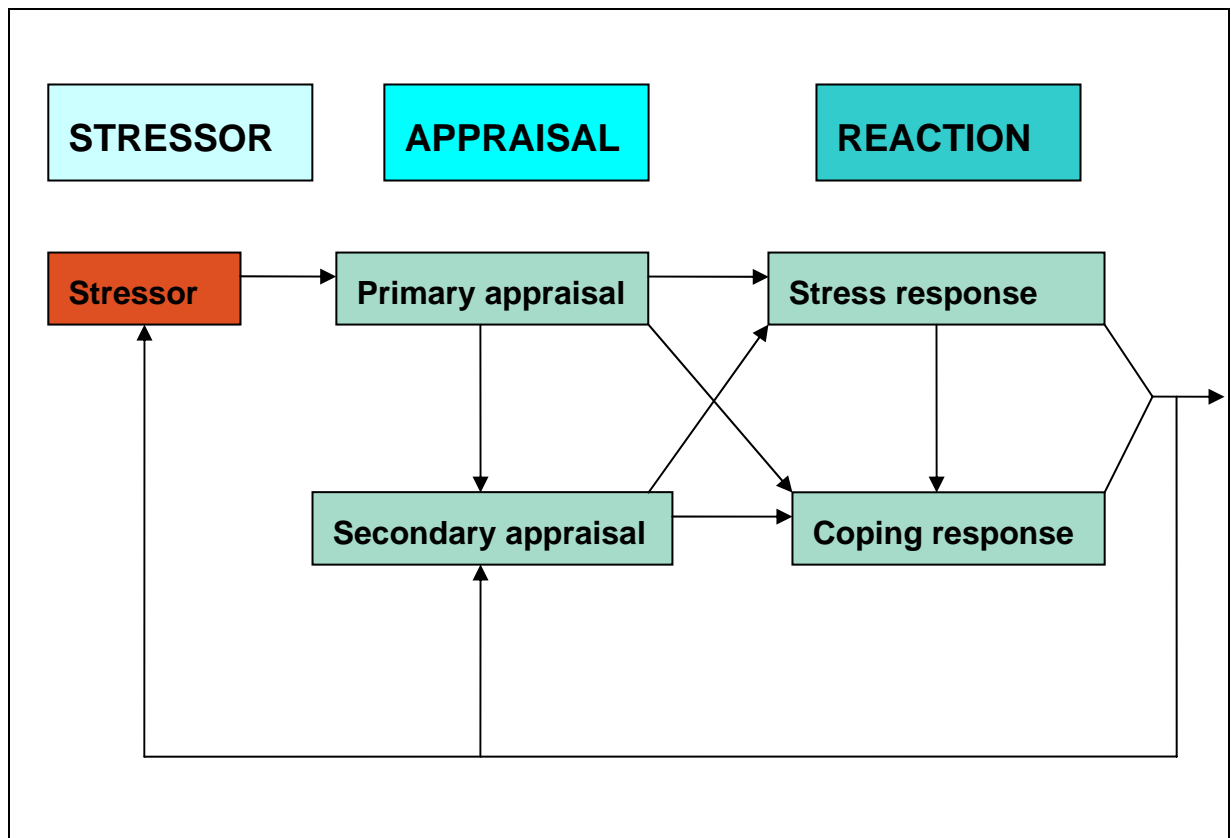 STRESSOR
APPRAISAL
REACTION
Stressor
Primary appraisal
Stress response
Secondary appraisal
Coping response